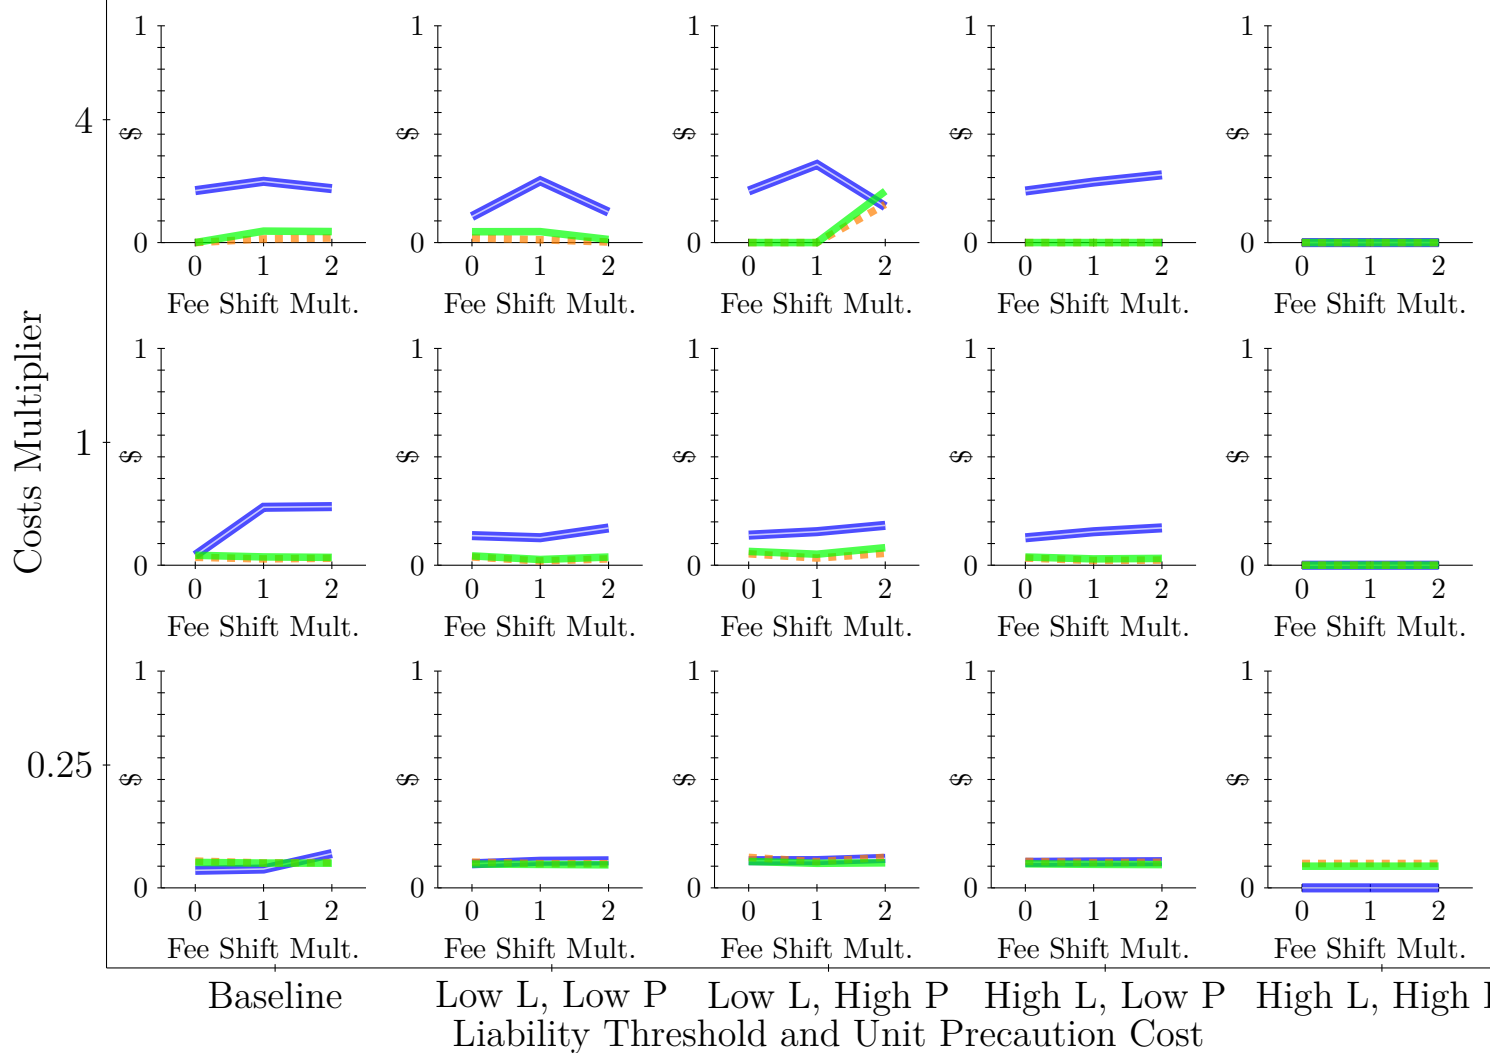 1 1 1 1 1
$ $ $ $ $
4
0 0 0 0 0
0 1 2 0 1 2 0 1 2 0 1 2 0 1 2
Fee Shift Mult. Fee Shift Mult. Fee Shift Mult. Fee Shift Mult. Fee Shift Mult.
Costs Multiplier
1 1 1 1 1
1
$ $ $ $ $
0 0 0 0 0
0 1 2 0 1 2 0 1 2 0 1 2 0 1 2
Fee Shift Mult. Fee Shift Mult. Fee Shift Mult. Fee Shift Mult. Fee Shift Mult.
1 1 1 1 1
0.25
$ $ $ $ $
0 0 0 0 0
0 1 2 0 1 2 0 1 2 0 1 2 0 1 2
Fee Shift Mult. Fee Shift Mult. Fee Shift Mult. Fee Shift Mult. Fee Shift Mult.
Baseline Low L, Low P Low L, High P High L, Low P High L, High
Liability Threshold and Unit Precaution Cost